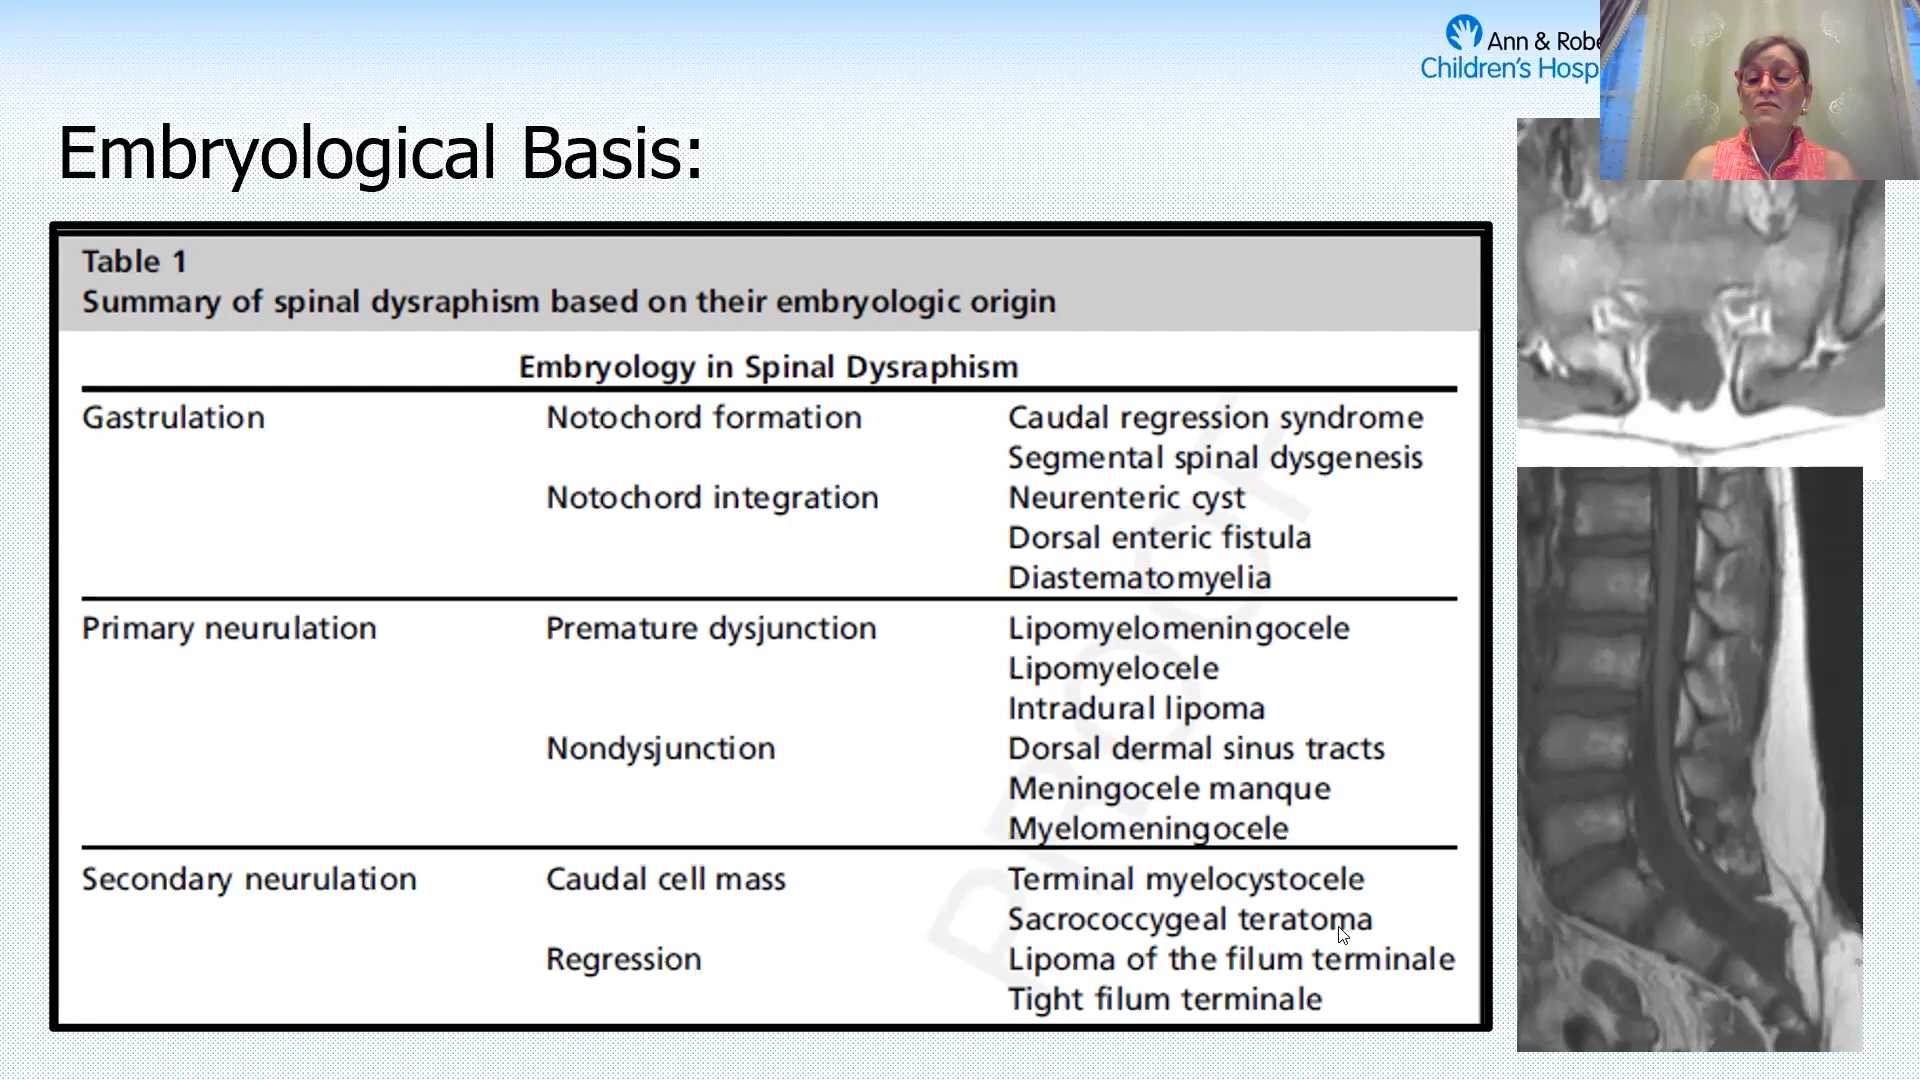 Ann & Robe
Children's Hosp
Embryological Basis:
Table 1
Summary of spinal dysraphism based on their embryologic origin
Embryology in Spinal Dysraphism
Gastrulation Notochord formation Caudal regression syndrome
Segmental spinal dysgenesis
Notochord integration Neurenteric cyst
Dorsal enteric fistula
Diastematomyelia
Primary neurulation Premature dysjunction Lipomyelomeningocele
Lipomyelocele
Intradural lipoma
Nondysjunction Dorsal dermal sinus tracts
Meningocele manque
Myelomeningocele
Secondary neurulation Caudal cell mass Terminal myelocystocele
Sacrococcygeal teratoma
Regression Lipoma of the filum terminale
Tight filum terminale
PROOF